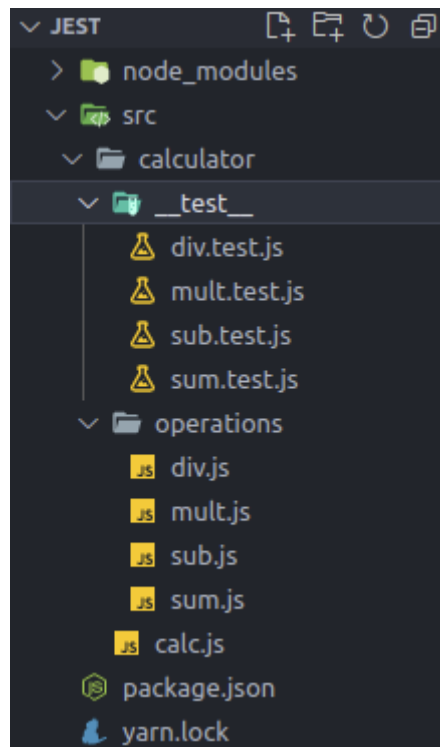 JEST
node_modules
src
calculator
__test__
div.test.js
mult.test.js
sub.test.js
sum.test.js
operations
JS div.js
JS mult.js
JS sub.js
JS sum.js
JS calc.js
JS package.json
yarn.lock